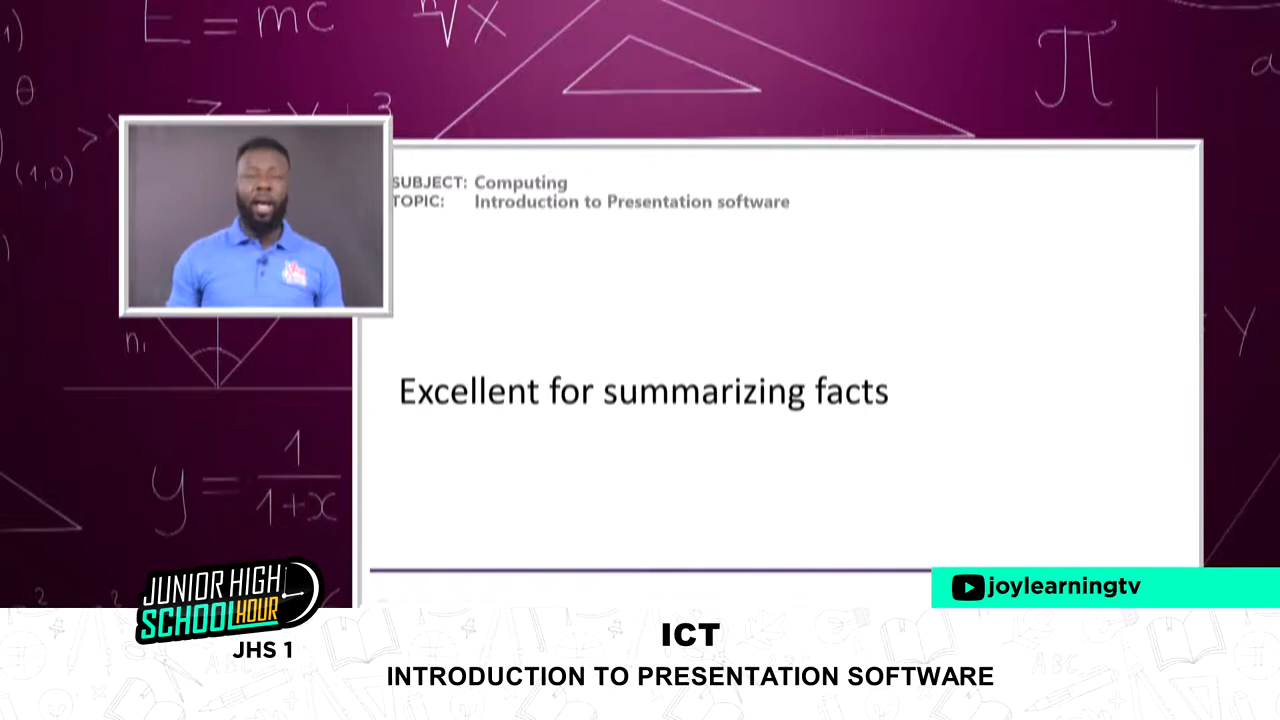 E = mc
n√x
π
θ
(1,0)
SUBJECT: Computing
TOPIC: Introduction to Presentation software
n₁
Y
Excellent for summarizing facts
y = 1/1+x
JUNIOR HIGH
SCHOOL HOUR
JHS 1
joylearningtv
ICT
INTRODUCTION TO PRESENTATION SOFTWARE